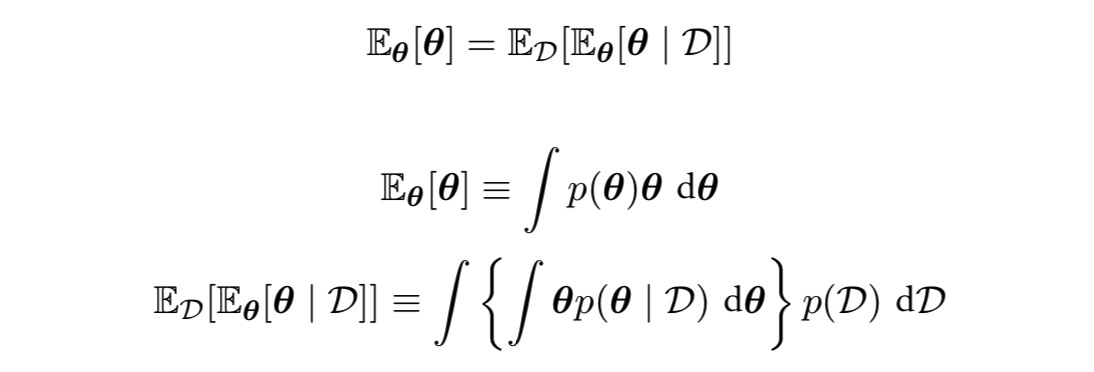 𝔼_𝜽[𝜽] = 𝔼_𝒟[𝔼_𝜽[𝜽 | 𝒟]]
𝔼_𝜽[𝜽] ≡ ∫ p(𝜽)𝜽 d𝜽
𝔼_𝒟[𝔼_𝜽[𝜽 | 𝒟]] ≡ ∫ {∫ 𝜽p(𝜽 | 𝒟) d𝜽} p(𝒟) d𝒟